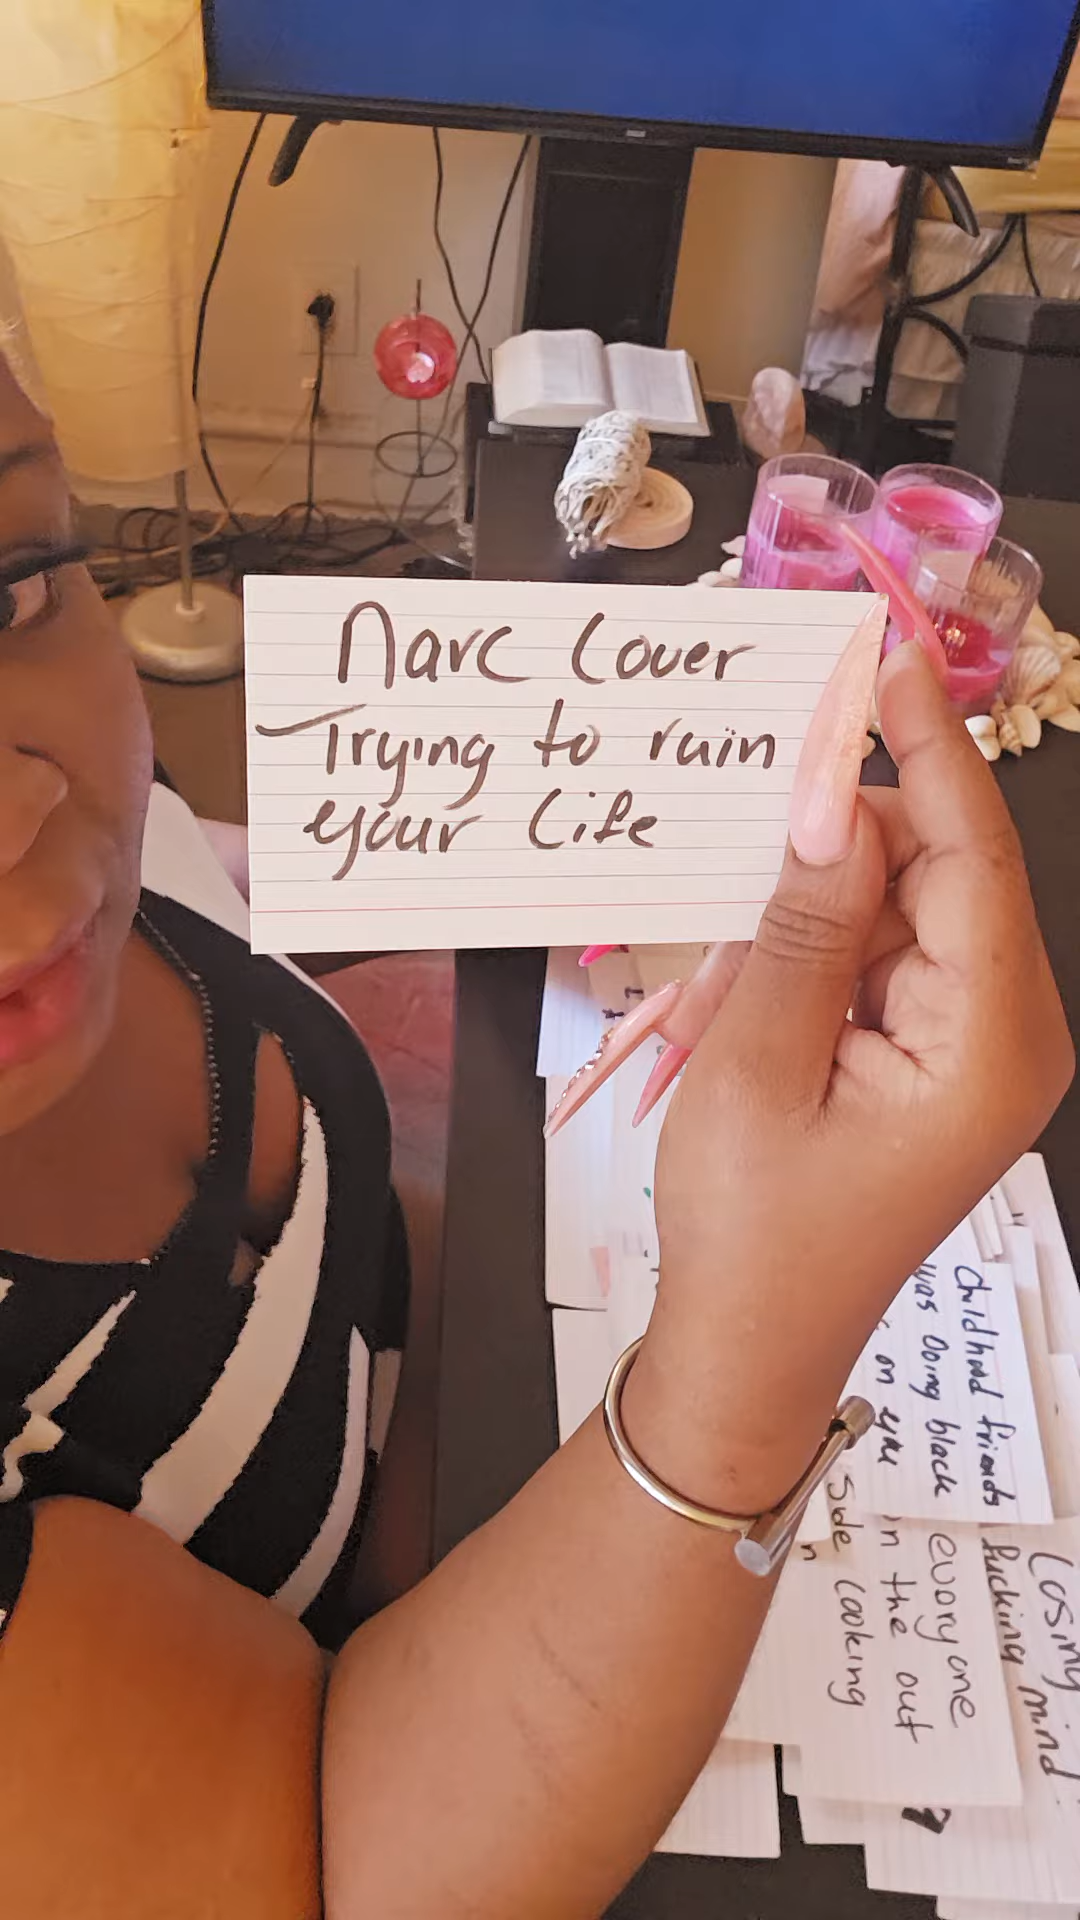 Narc Lover
Trying to ruin
your life
Childhood friends
was Doing black
on you
everyone
in the out
Side looking
n
Losing
fucking mind